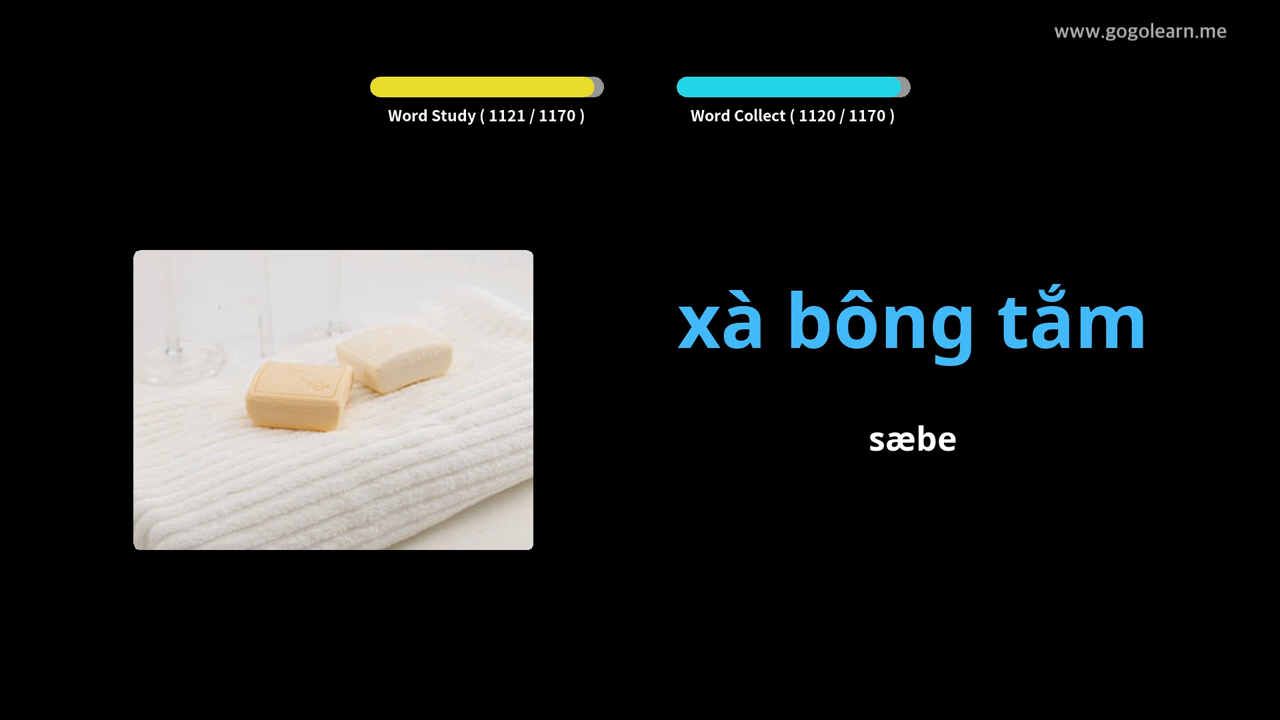 www.gogolearn.me
Word Study ( 1121 / 1170 )
Word Collect ( 1120 / 1170 )
xà bông tắm
sæbe